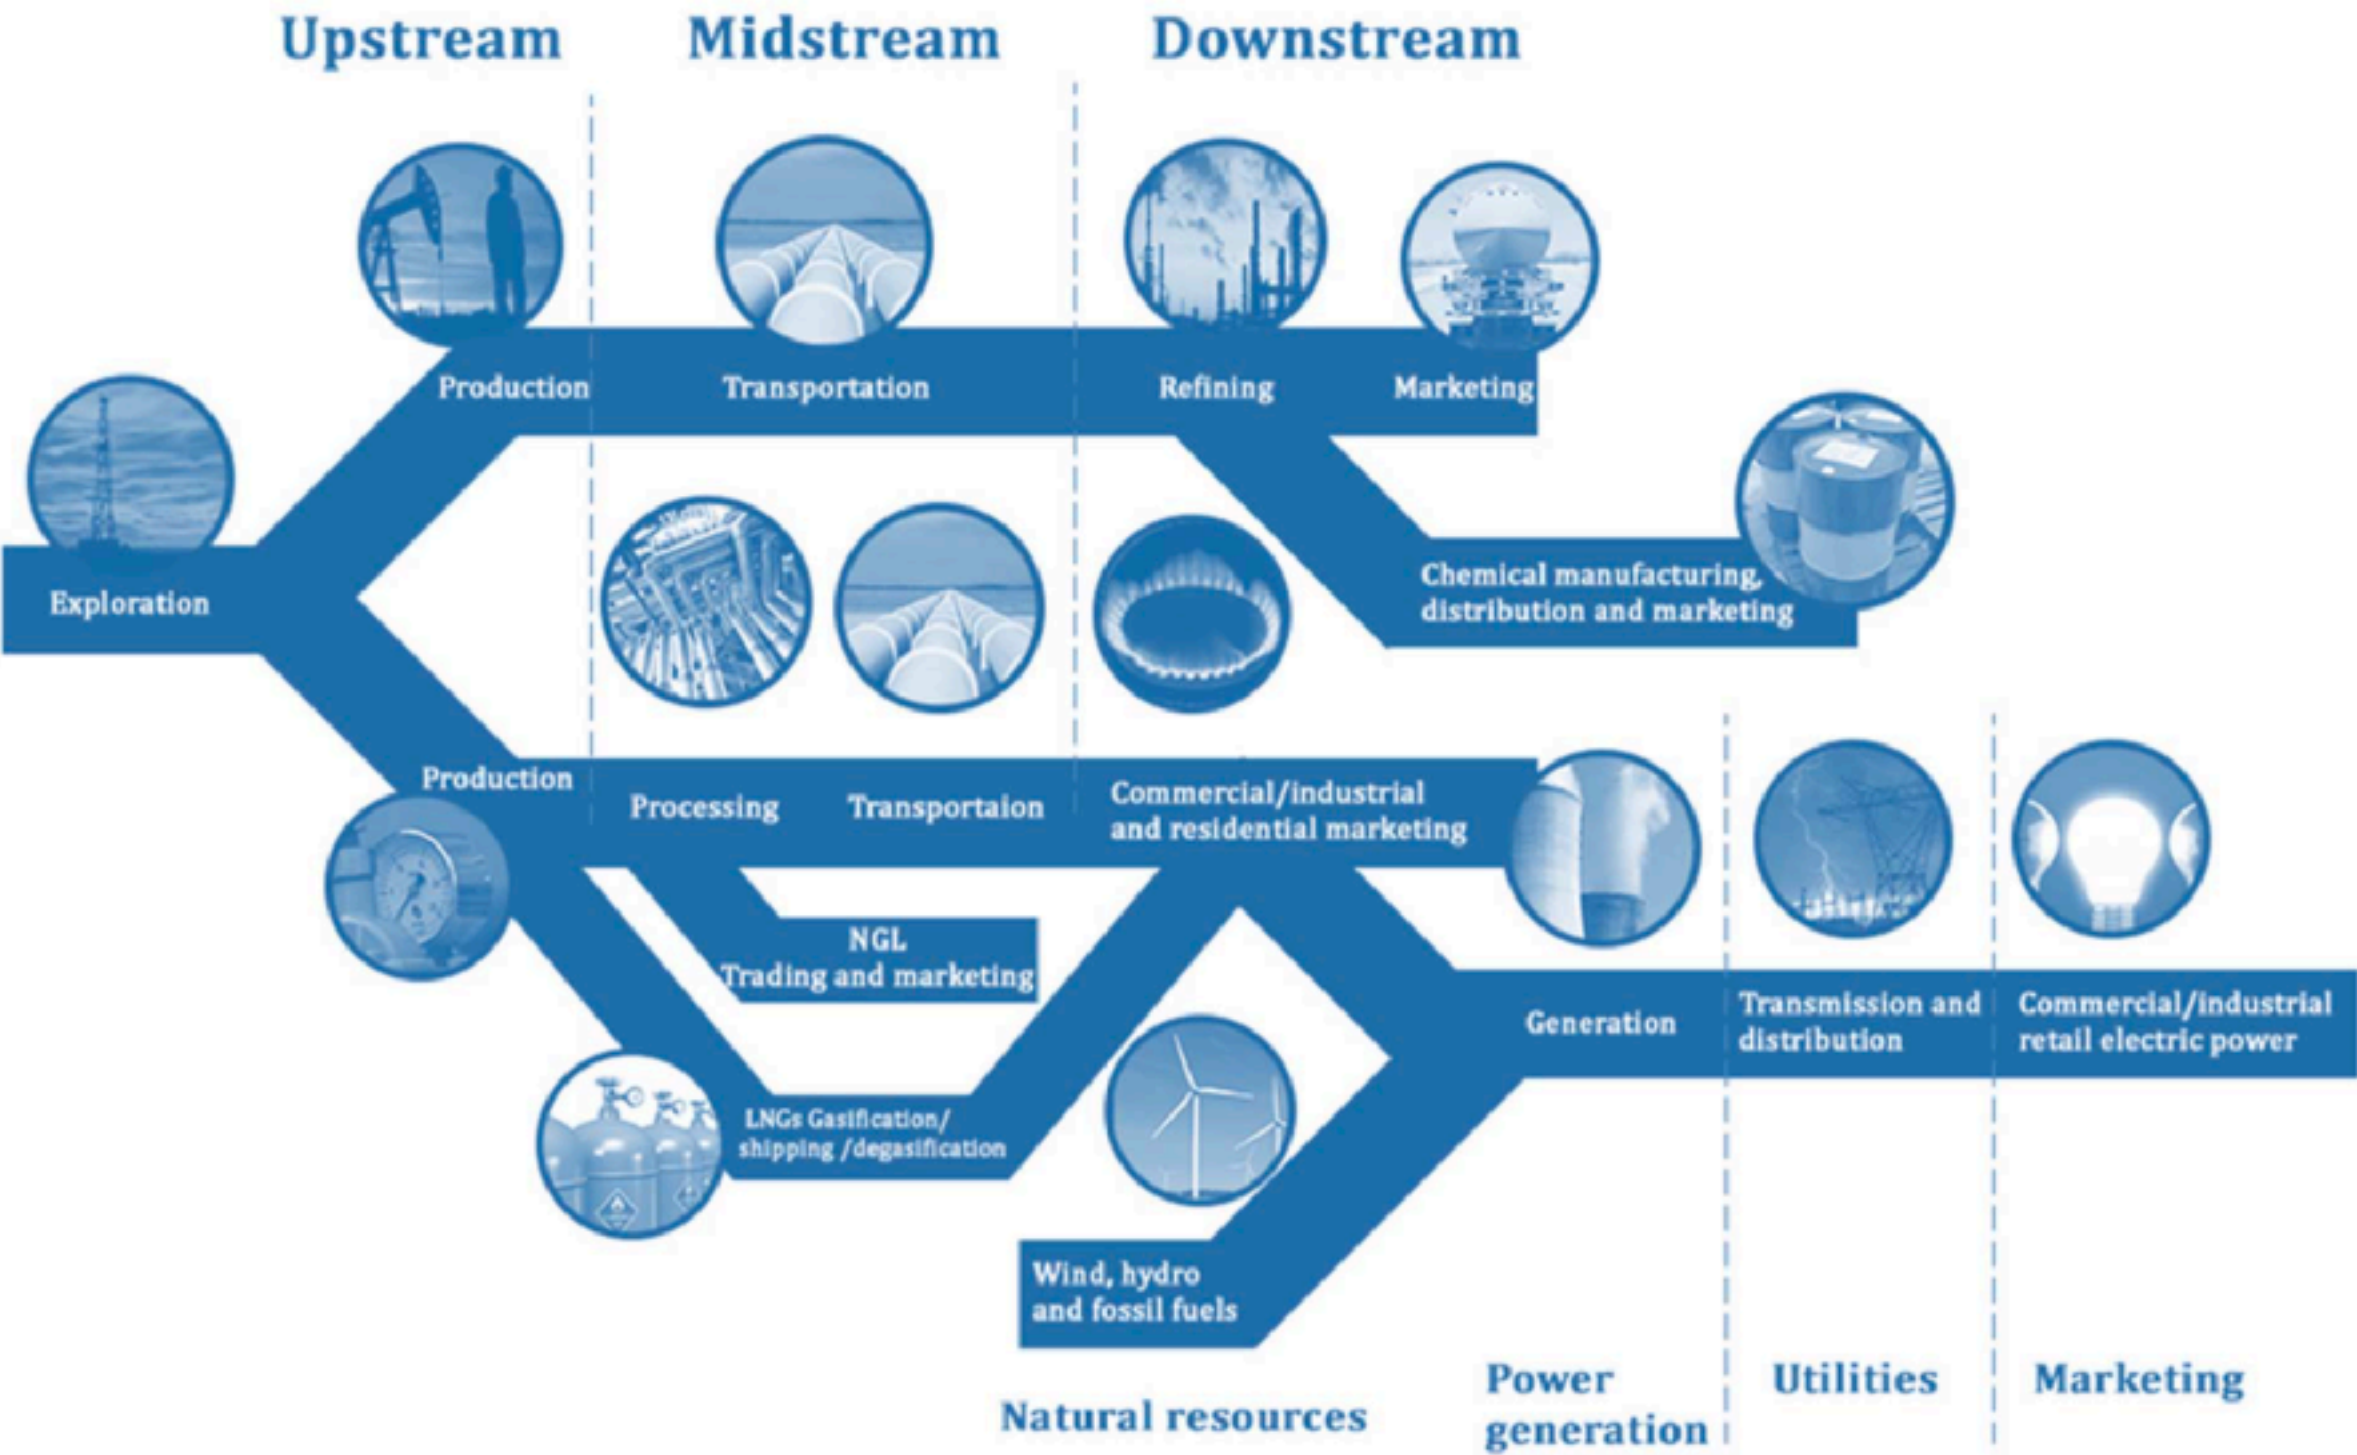 Upstream
Midstream
Downstream
Production
Transportation
Refining
Marketing
Exploration
Chemical manufacturing,
distribution and marketing
Production
Processing
Transportaion
Commercial/industrial
and residential marketing
NGL
Trading and marketing
Generation
Transmission and
distribution
Commercial/industrial
retail electric power
LNGs Gasification/
shipping /degasification
Wind, hydro
and fossil fuels
Natural resources
Power
generation
Utilities
Marketing